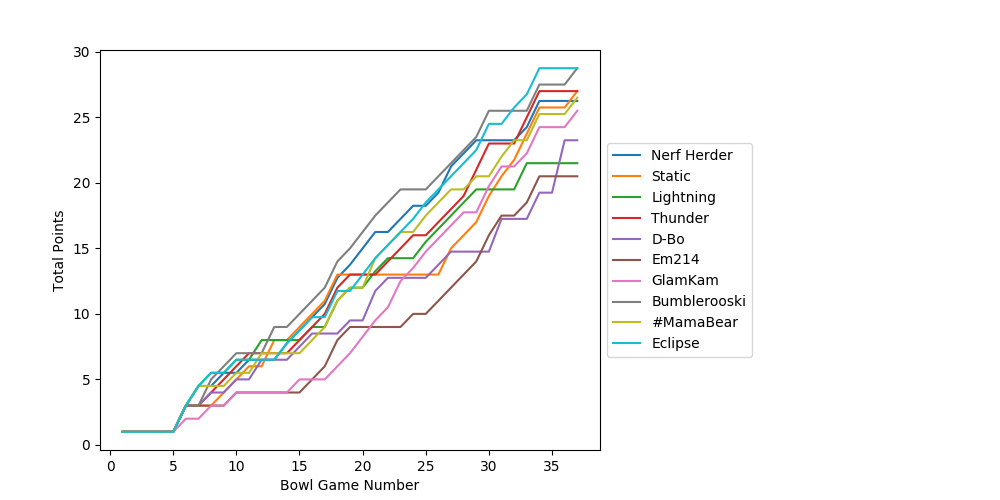 30
25
20
15
10
5
0
Total Points
0 5 10 15 20 25 30 35
Bowl Game Number
Nerf Herder
Static
Lightning
Thunder
D-Bo
Em214
GlamKam
Bumblerooski
#MamaBear
Eclipse